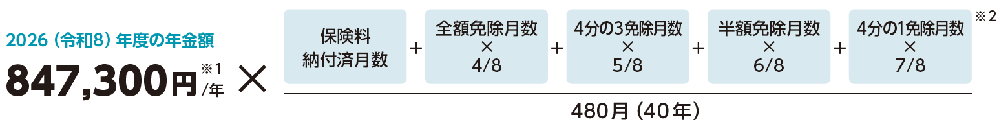 2026（令和8）年度の年金額
847,300円※1/年
×
保険料
納付済月数
+
全額免除月数
×
4/8
+
4分の3免除月数
×
5/8
+
半額免除月数
×
6/8
+
4分の1免除月数
×
7/8
※2
480月（40年）